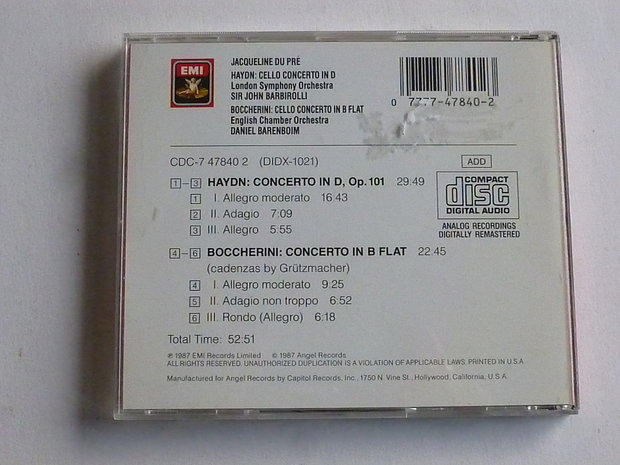 EMI
JACQUELINE DU PRÉ
HAYDN: CELLO CONCERTO IN D
London Symphony Orchestra
SIR JOHN BARBIROLLI
BOCCHERINI: CELLO CONCERTO IN B FLAT
English Chamber Orchestra
DANIEL BARENBOIM
0 7777-47840-2
CDC-7 47840 2 (DIDX-1021)
ADD
1–3 HAYDN: CONCERTO IN D, Op. 101 29:49
1 I. Allegro moderato 16:43
2 II. Adagio 7:09
3 III. Allegro 5:55
COMPACT
disc
DIGITAL AUDIO
ANALOG RECORDINGS
DIGITALLY REMASTERED
4–6 BOCCHERINI: CONCERTO IN B FLAT 22:45
(cadenzas by Grützmacher)
4 I. Allegro moderato 9:25
5 II. Adagio non troppo 6:52
6 III. Rondo (Allegro) 6:18
Total Time: 52:51
℗ 1987 EMI Records Limited © 1987 Angel Records
ALL RIGHTS RESERVED. UNAUTHORIZED DUPLICATION IS A VIOLATION OF APPLICABLE LAWS. PRINTED IN U.S.A.
Manufactured for Angel Records by Capitol Records, Inc., 1750 N. Vine St., Hollywood, California, U.S.A.